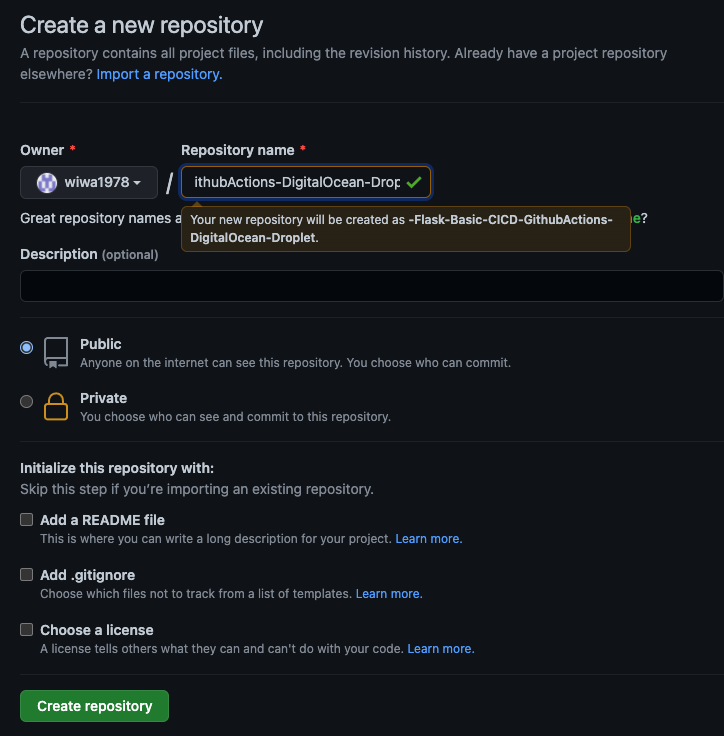 Create a new repository
A repository contains all project files, including the revision history. Already have a project repository
elsewhere? Import a repository.
Owner * Repository name *
wiwa1978 / ithubActions-DigitalOcean-Drop
Great repository names a e?
Your new repository will be created as -Flask-Basic-CICD-GithubActions-
DigitalOcean-Droplet.
Description (optional)
Public
Anyone on the internet can see this repository. You choose who can commit.
Private
You choose who can see and commit to this repository.
Initialize this repository with:
Skip this step if you’re importing an existing repository.
Add a README file
This is where you can write a long description for your project. Learn more.
Add .gitignore
Choose which files not to track from a list of templates. Learn more.
Choose a license
A license tells others what they can and can't do with your code. Learn more.
Create repository